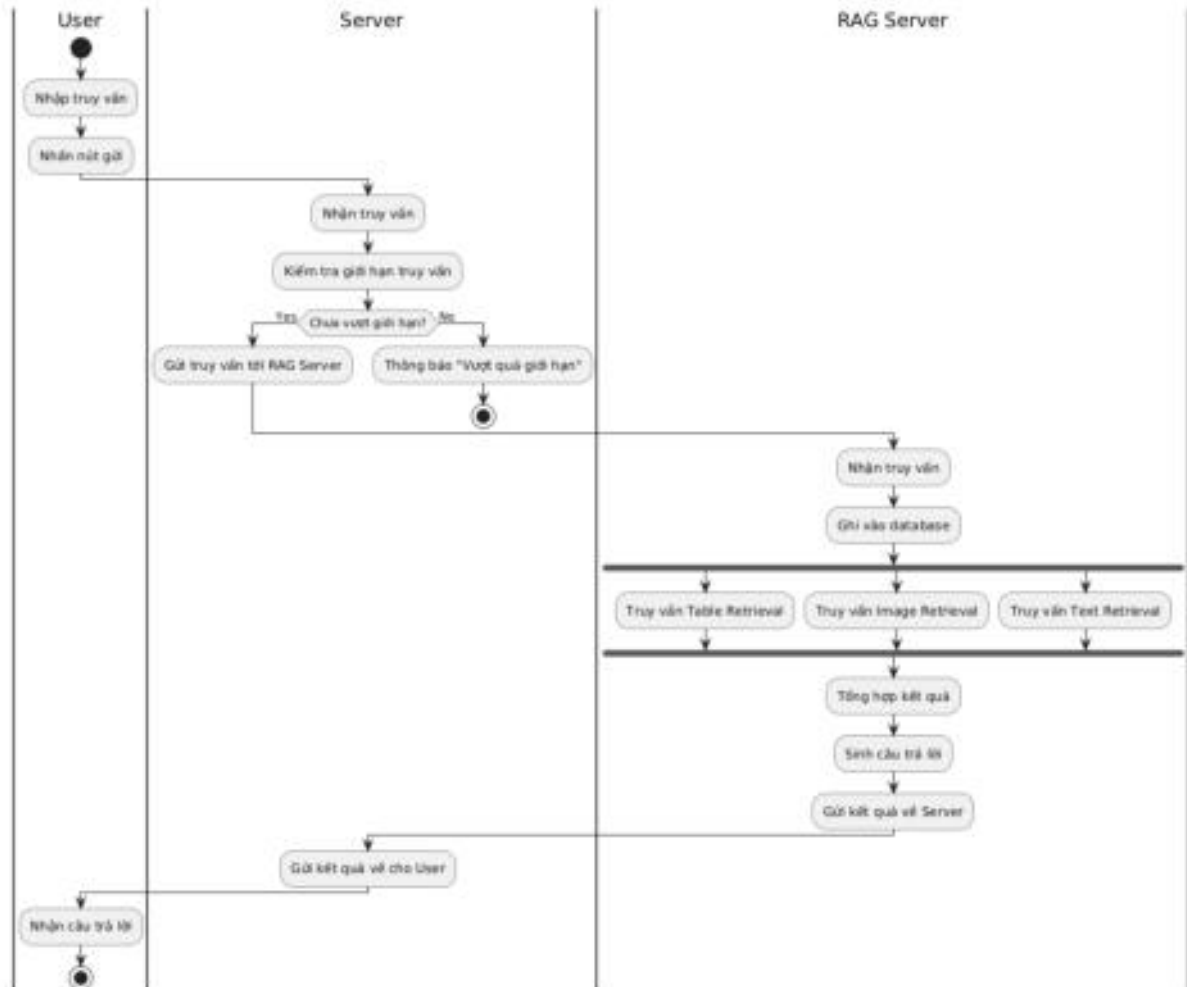 User
Server
RAG Server
Nhập truy vấn
Nhấn nút gửi
Nhận truy vấn
Kiểm tra giới hạn truy vấn
Yes
Chưa vượt giới hạn?
No
Gửi truy vấn tới RAG Server
Thông báo "Vượt quá giới hạn"
Nhận truy vấn
Ghi vào database
Truy vấn Table Retrieval
Truy vấn Image Retrieval
Truy vấn Text Retrieval
Tổng hợp kết quả
Sinh câu trả lời
Gửi kết quả về Server
Gửi kết quả về cho User
Nhận câu trả lời